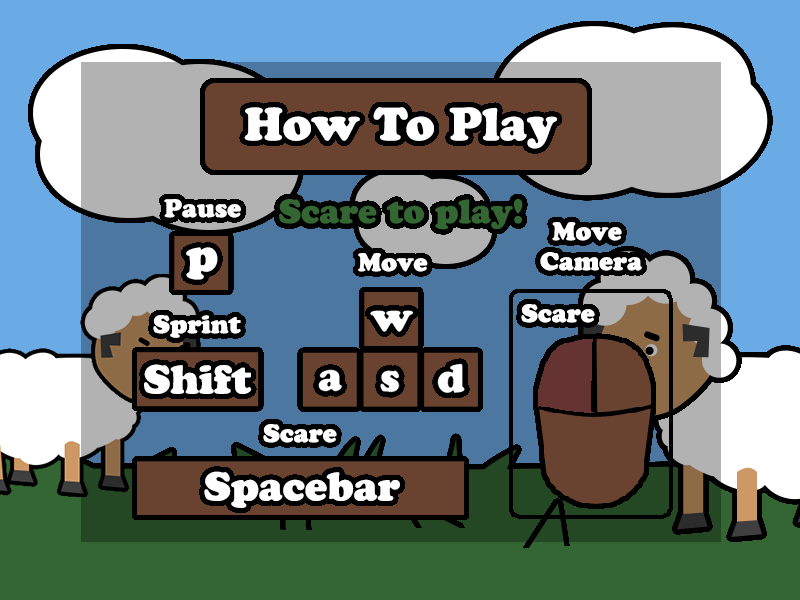 How To Play
Scare to play!
Pause
p
Move
w
a s d
Move
Camera
Scare
Sprint
Shift
Scare
Spacebar